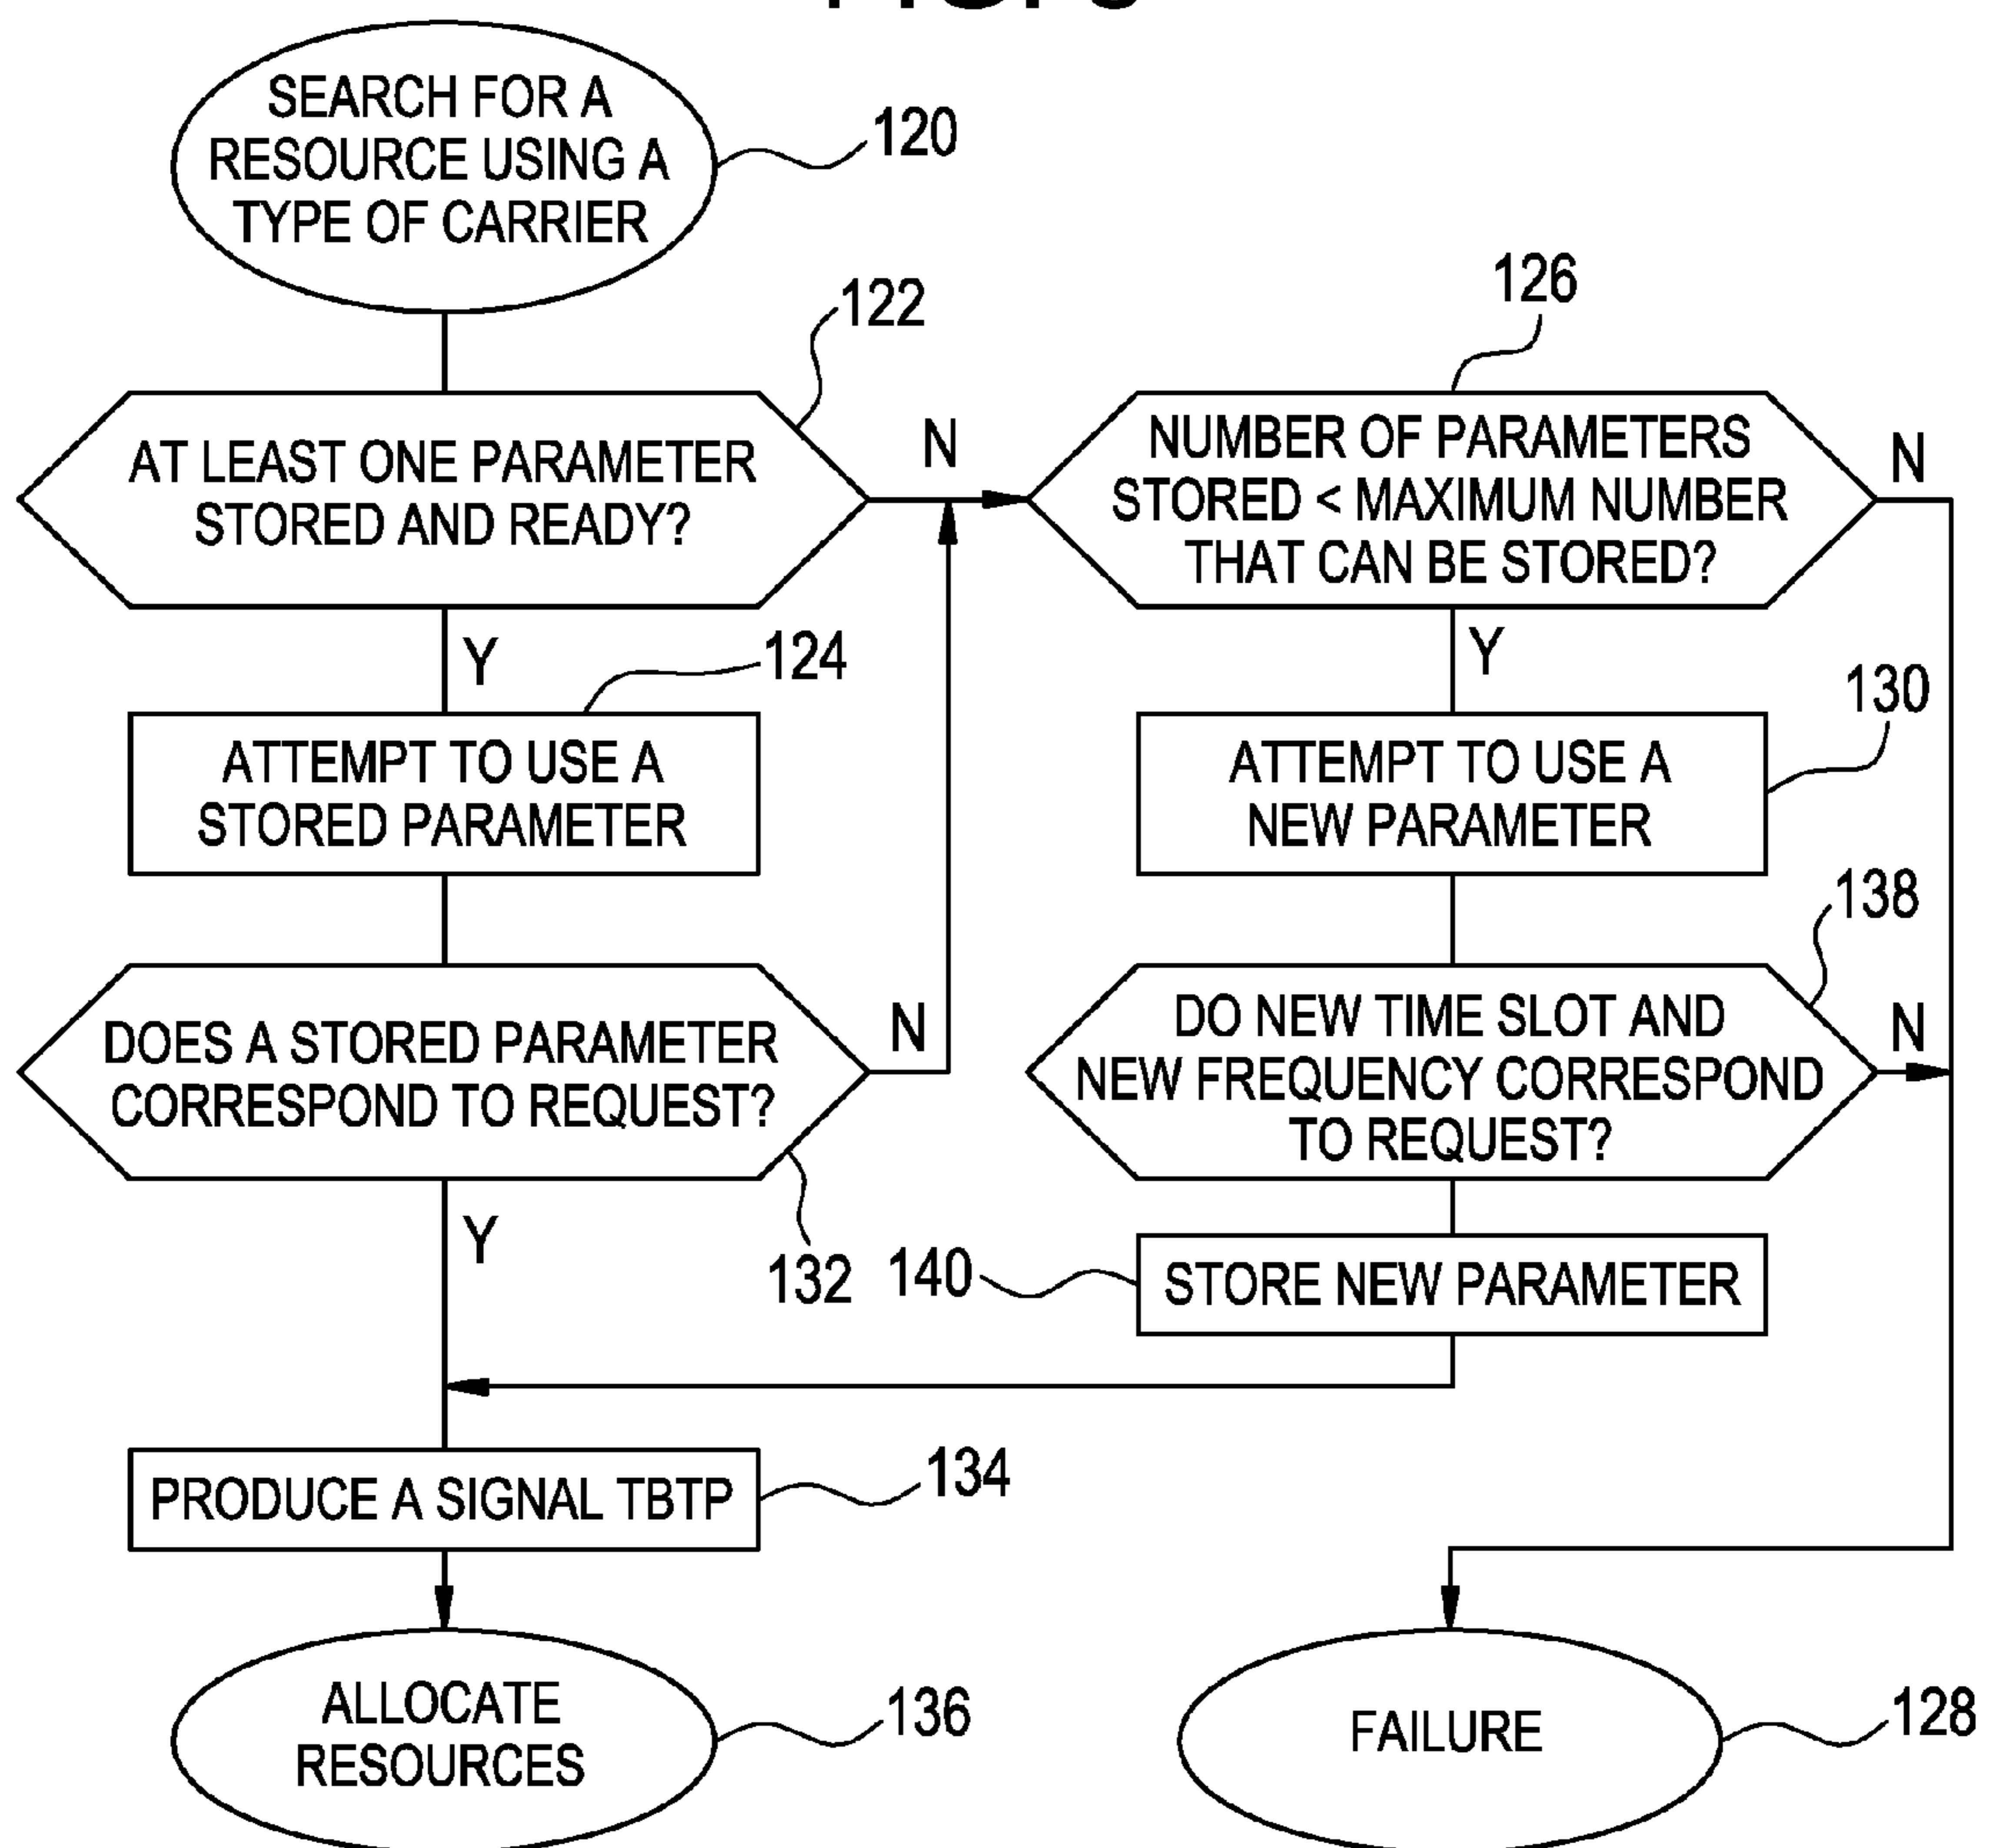 SEARCH FOR A
RESOURCE USING A
TYPE OF CARRIER
120
122
AT LEAST ONE PARAMETER
STORED AND READY?
N
126
NUMBER OF PARAMETERS
STORED < MAXIMUM NUMBER
THAT CAN BE STORED?
N
Y
124
ATTEMPT TO USE A
STORED PARAMETER
Y
130
ATTEMPT TO USE A
NEW PARAMETER
138
DOES A STORED PARAMETER
CORRESPOND TO REQUEST?
N
132
DO NEW TIME SLOT AND
NEW FREQUENCY CORRESPOND
TO REQUEST?
N
Y
140
STORE NEW PARAMETER
PRODUCE A SIGNAL TBTP
134
ALLOCATE
RESOURCES
136
FAILURE
128